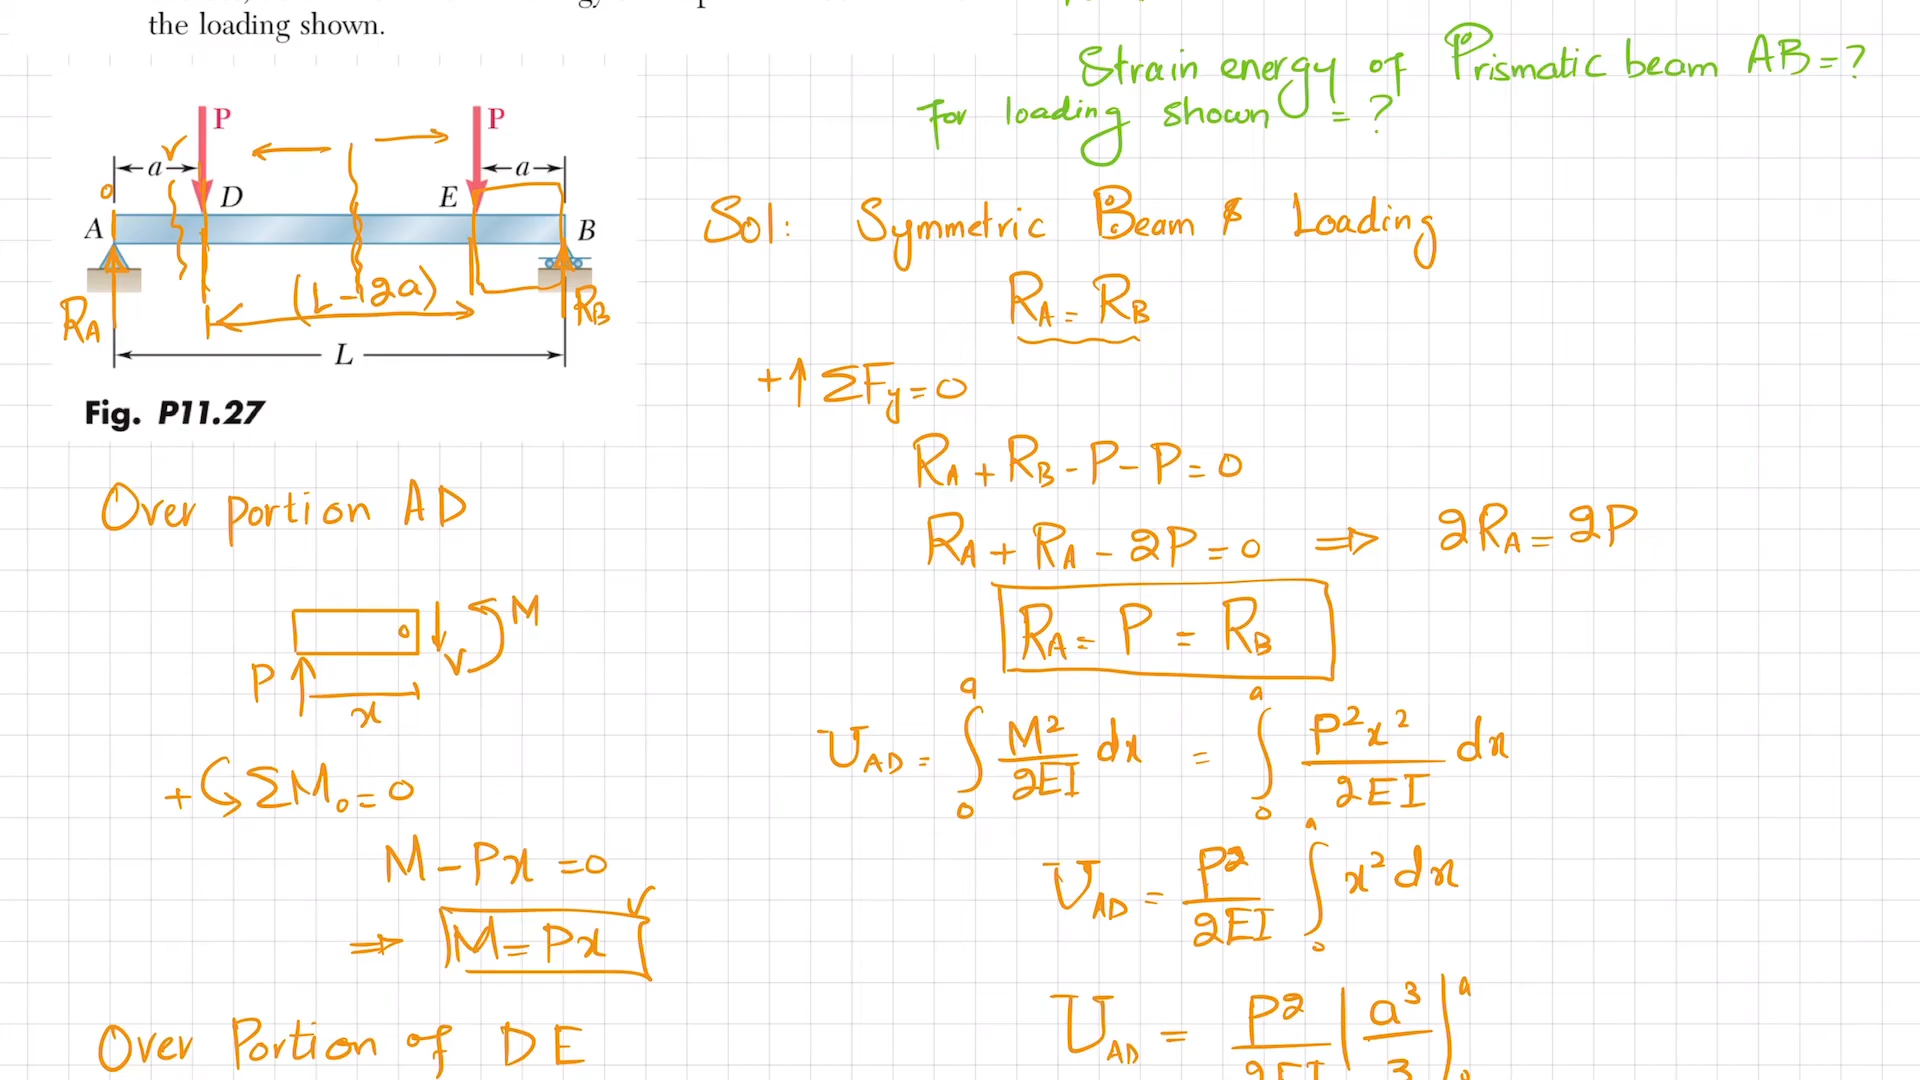 the loading shown.
Strain energy of Prismatic beam AB = ?
For loading shown = ?
P P
a a
0
D E
A B
(L-2a)
RA RB
L
Fig. P11.27
Sol: Symmetric Beam & Loading
RA = RB
+↑ ΣFy = 0
RA + RB - P - P = 0
RA + RA - 2P = 0 ⇒ 2RA = 2P
RA = P = RB
Over portion AD
o V M
P
x
+ ΣMo = 0
M - Px = 0
⇒ M = Px
UAD = ∫₀ᵃ M²/2EI dx = ∫₀ᵃ P²x²/2EI dx
UAD = P²/2EI ∫₀ᵃ x² dx
UAD = P²/2EI |a³/3|₀ᵃ
Over Portion of DE